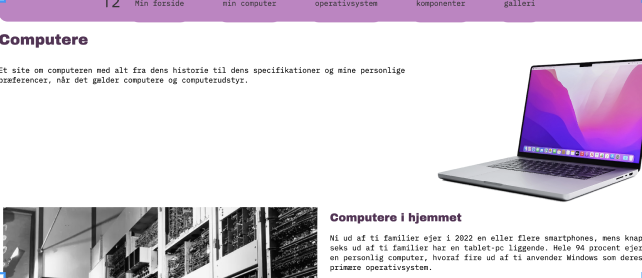 Min forside min computer operativsystem komponenter galleri
Computere
Et site om computeren med alt fra dens historie til dens specifikationer og mine personlige
præferencer, når det gælder computere og computerudstyr.
Computere i hjemmet
Ni ud af ti familier ejer i 2022 en eller flere smartphones, mens knap
seks ud af ti familier har en tablet-pc liggende. Hele 94 procent ejer
en personlig computer, hvoraf fire ud af ti anvender Windows som
primære operativsystem.